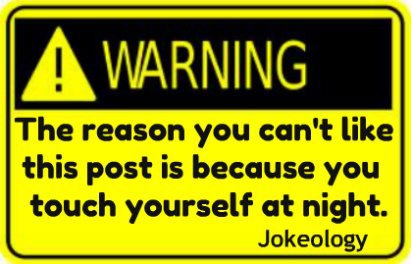 WARNING
The reason you can't like
this post is because you
touch yourself at night.
Jokeology